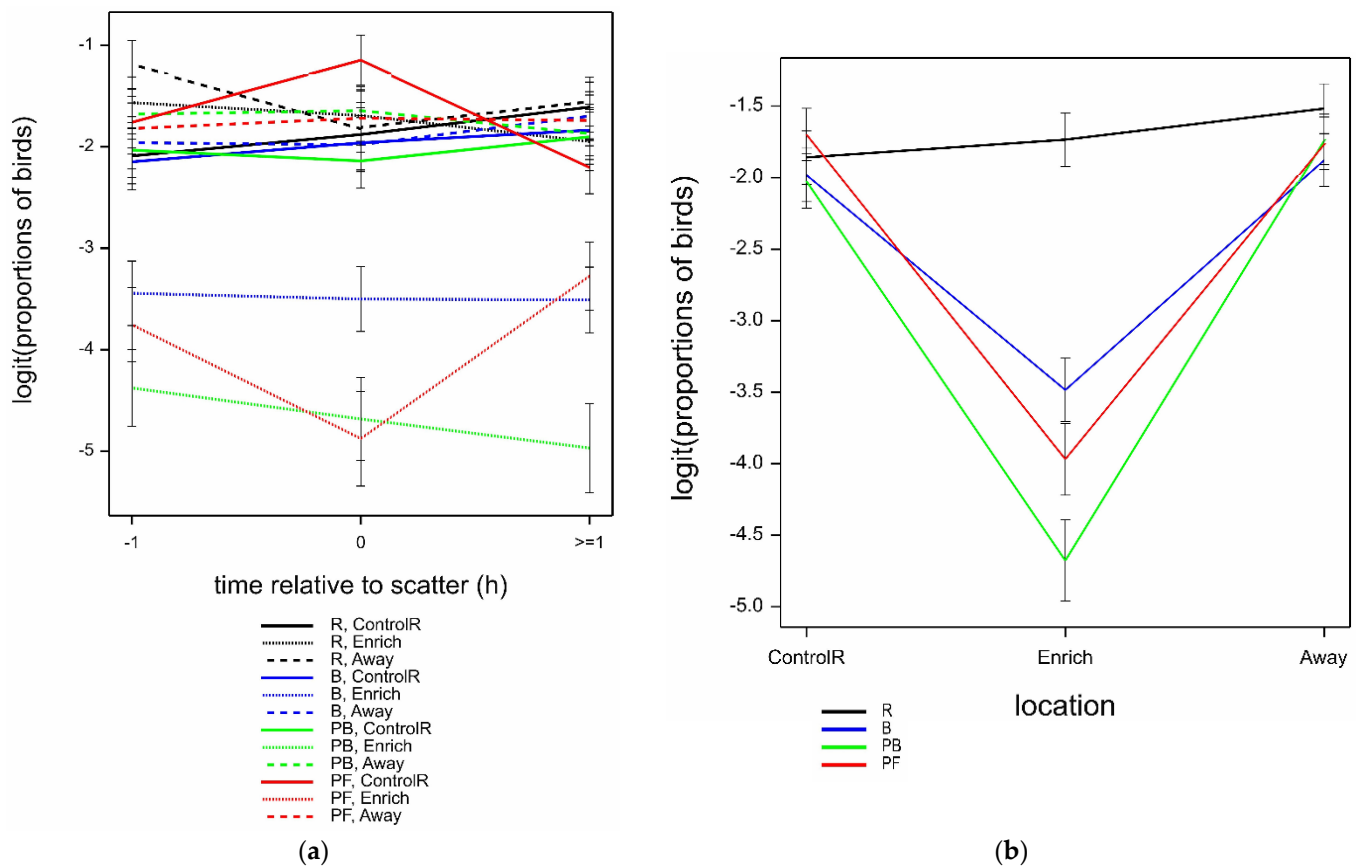 -1
-2
-3
-4
-5
logit(proportions of birds)
-1
0
>=1
time relative to scatter (h)
R, ControlR
R, Enrich
R, Away
B, ControlR
B, Enrich
B, Away
PB, ControlR
PB, Enrich
PB, Away
PF, ControlR
PF, Enrich
PF, Away
(a)
-1.5
-2.0
-2.5
-3.0
-3.5
-4.0
-4.5
-5.0
logit(proportions of birds)
ControlR
Enrich
Away
location
R
B
PB
PF
(b)